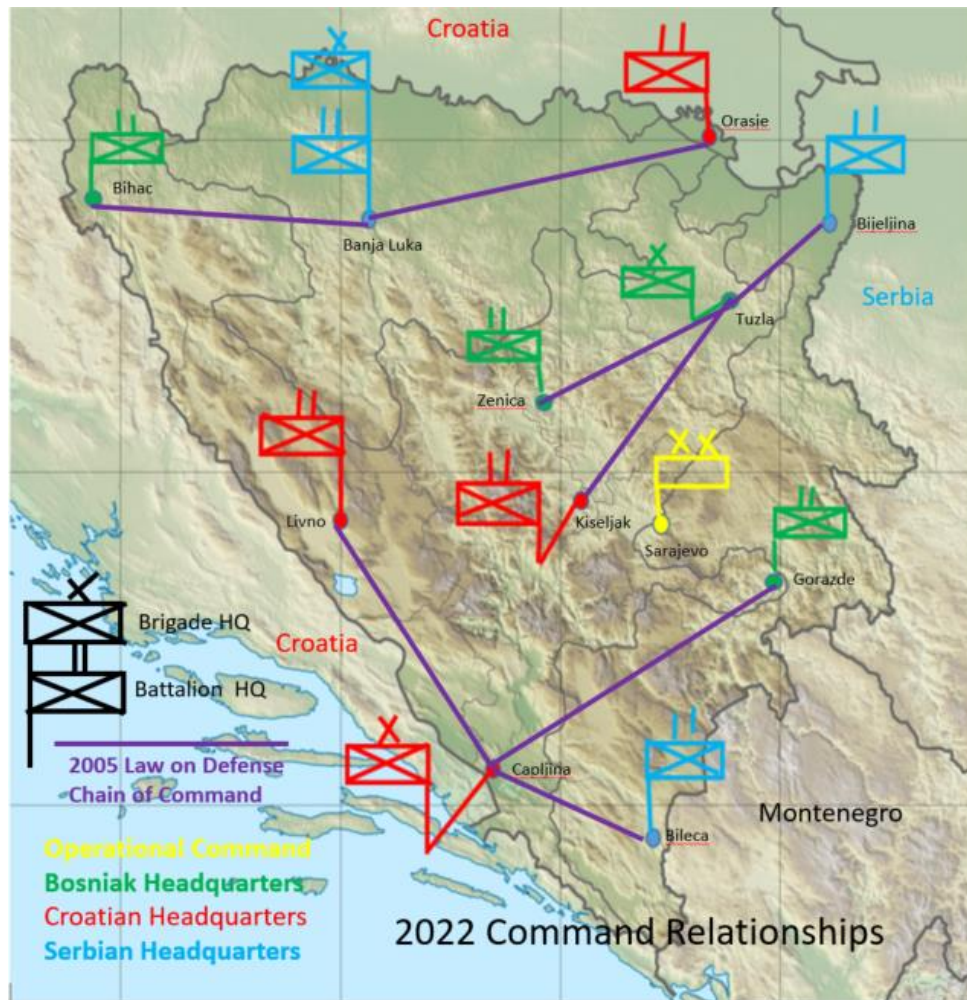 Croatia
Orasje
Bihac
Banja Luka
Bijeljina
Serbia
Tuzla
Zenica
Livno
Kiseljak
Sarajevo
Gorazde
Brigade HQ
Croatia
Battalion HQ
2005 Law on Defense
Chain of Command
Capljina
Montenegro
Bileca
Operational Command
Bosniak Headquarters
Croatian Headquarters
Serbian Headquarters
2022 Command Relationships